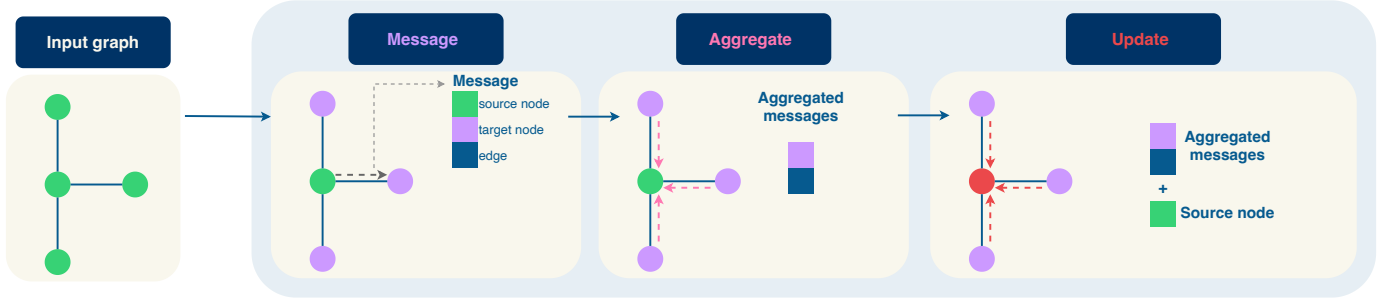 Input graph
Message
Message
source node
target node
edge
Aggregate
Aggregated
messages
Update
Aggregated
messages
+
Source node